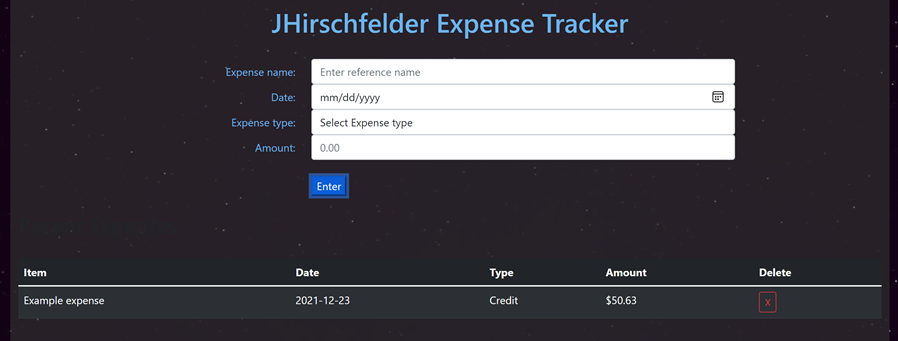 JHirschfelder Expense Tracker
Expense name: Enter reference name
Date: mm/dd/yyyy
Expense type: Select Expense type
Amount: 0.00
Enter
Item Date Type Amount Delete
Example expense 2021-12-23 Credit $50.63 X